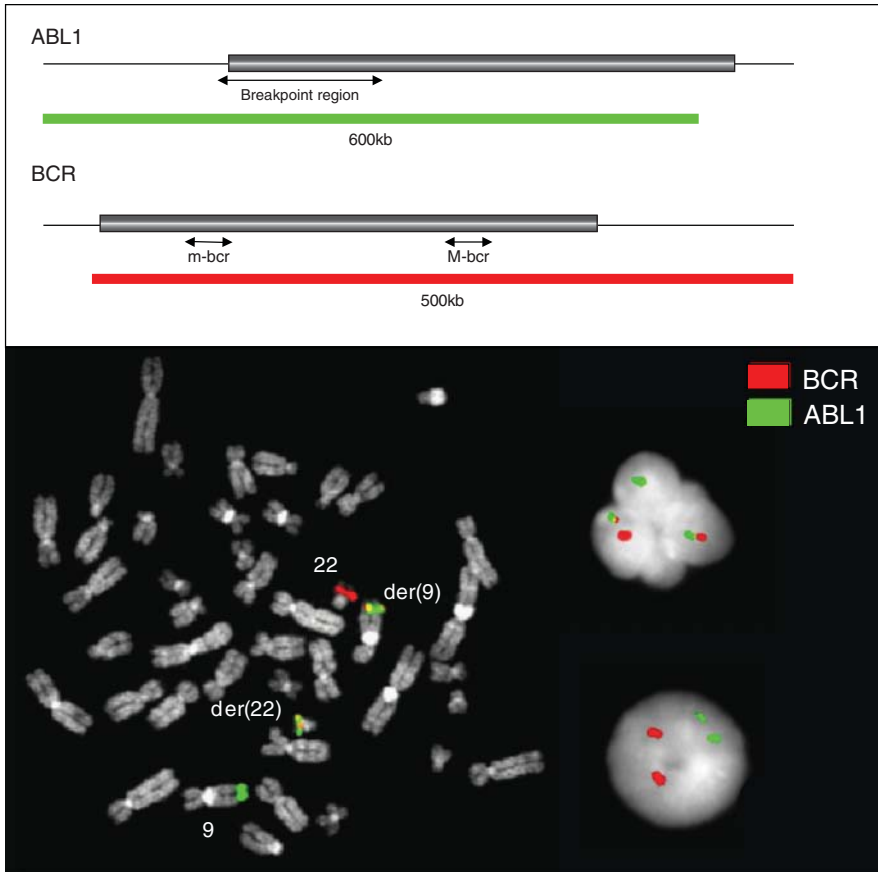 ABL1
Breakpoint region
600kb
BCR
m-bcr
M-bcr
500kb
BCR
ABL1
22
der(9)
der(22)
9